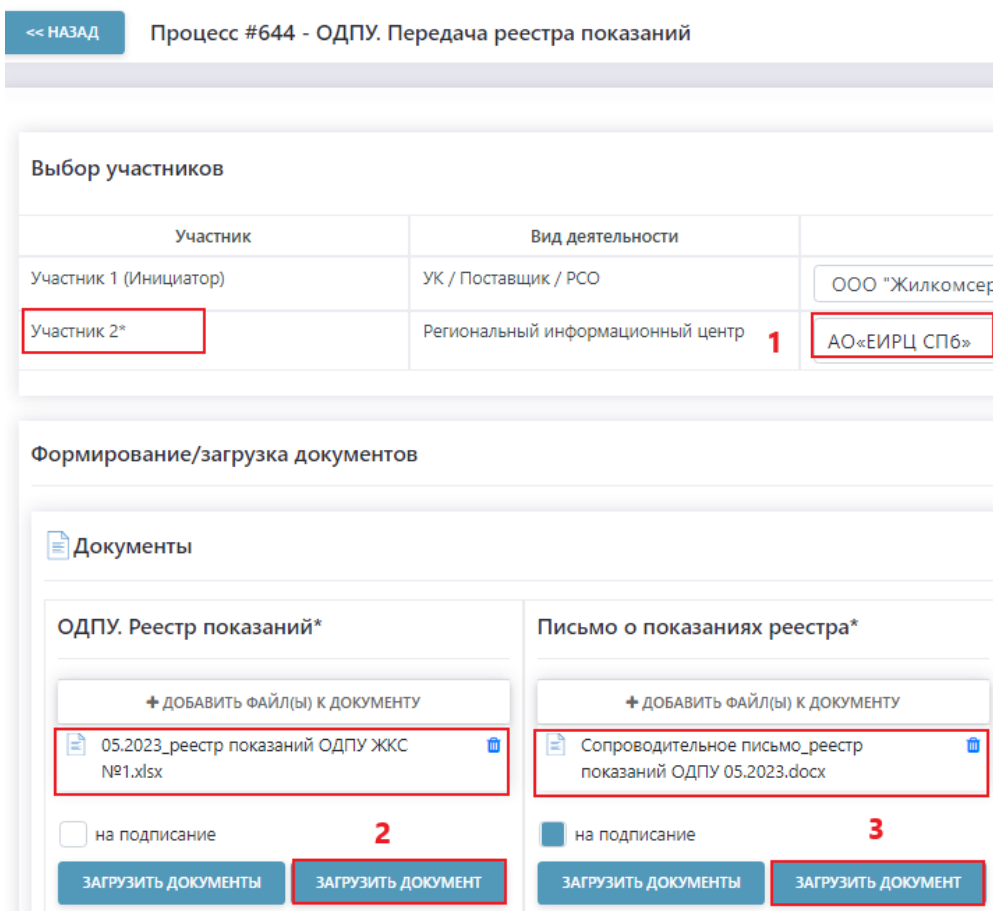 << НАЗАД Процесс #644 - ОДПУ. Передача реестра показаний
Выбор участников
Участник Вид деятельности
Участник 1 (Инициатор) УК / Поставщик / РСО ООО "Жилкомсер
Участник 2* Региональный информационный центр 1 АО«ЕИРЦ СПб»
Формирование/загрузка документов
Документы
ОДПУ. Реестр показаний* Письмо о показаниях реестра*
+ ДОБАВИТЬ ФАЙЛ(Ы) К ДОКУМЕНТУ + ДОБАВИТЬ ФАЙЛ(Ы) К ДОКУМЕНТУ
05.2023_реестр показаний ОДПУ ЖКС Сопроводительное письмо_реестр
№1.xlsx показаний ОДПУ 05.2023.docx
на подписание 2 на подписание 3
ЗАГРУЗИТЬ ДОКУМЕНТЫ ЗАГРУЗИТЬ ДОКУМЕНТ ЗАГРУЗИТЬ ДОКУМЕНТЫ ЗАГРУЗИТЬ ДОКУМЕНТ